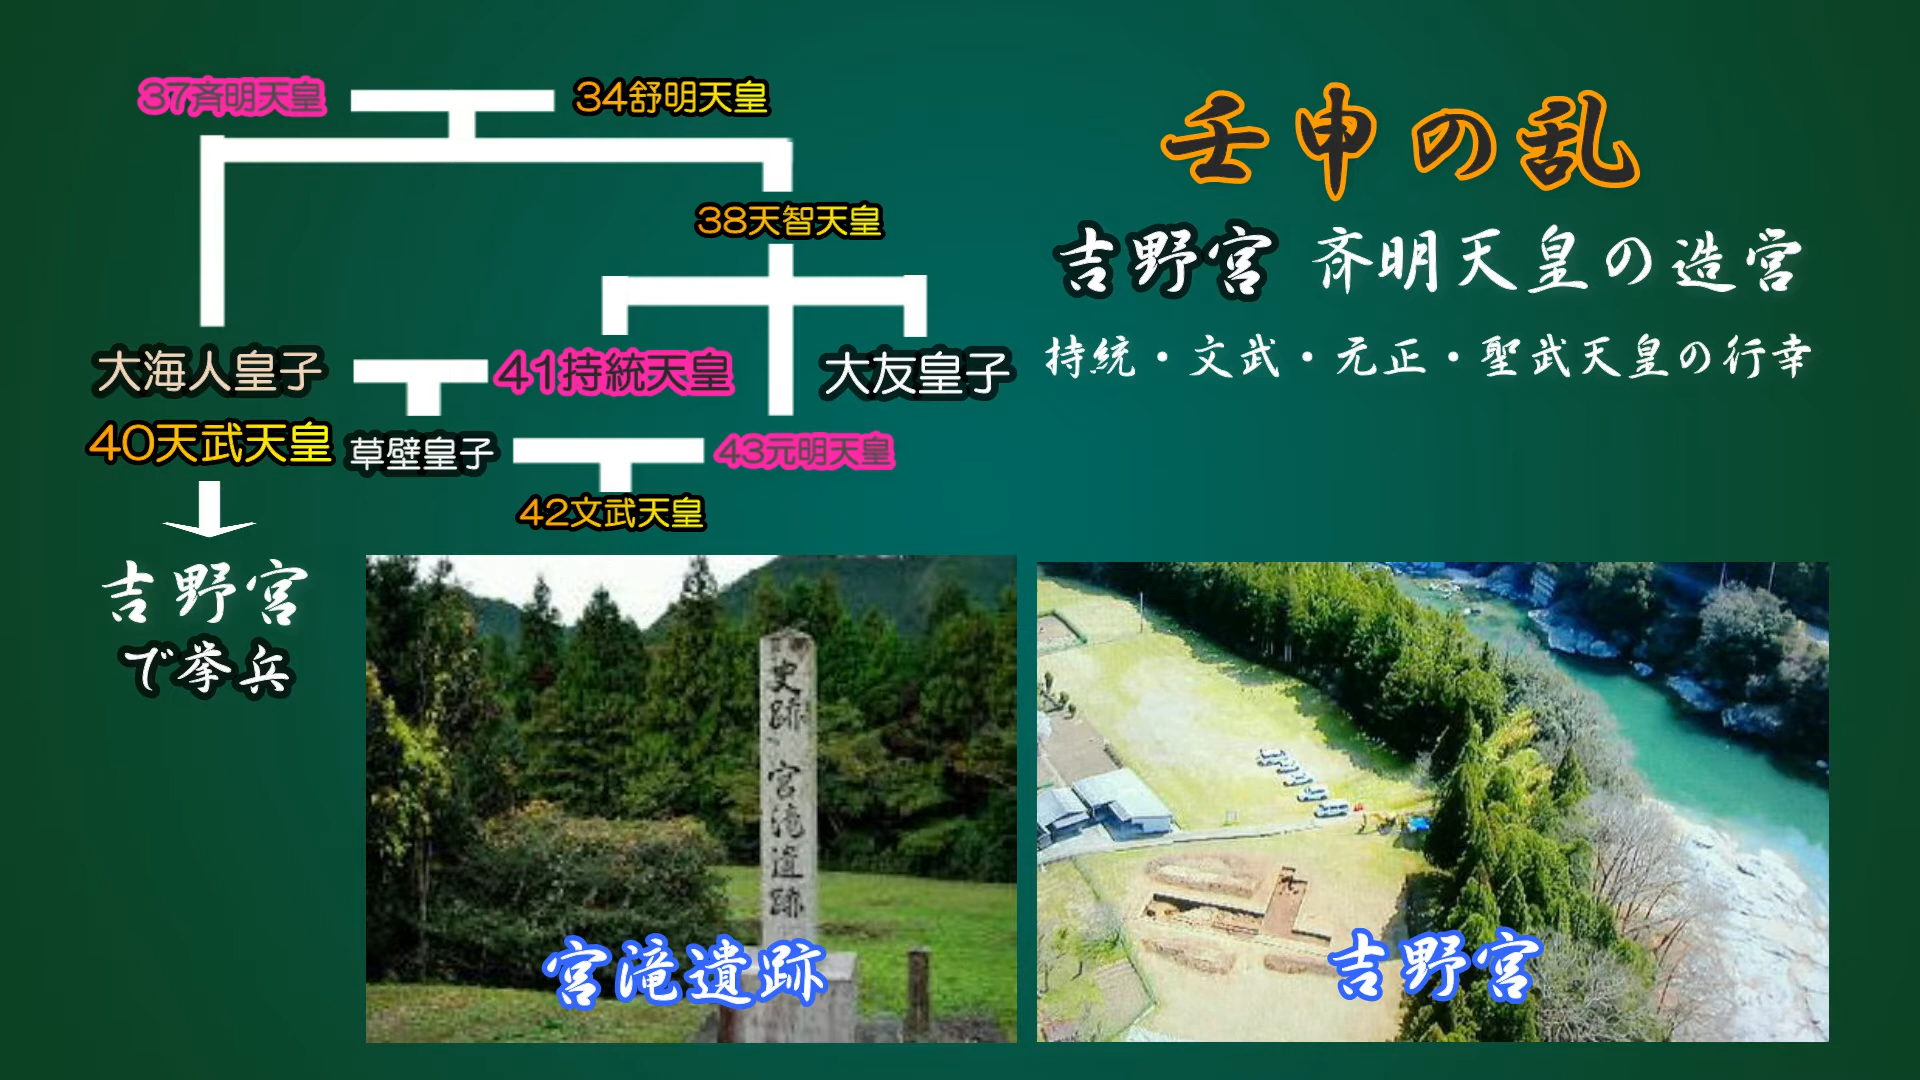 37斉明天皇
34舒明天皇
38天智天皇
大海人皇子
41持統天皇
大友皇子
40天武天皇
草壁皇子
43元明天皇
42文武天皇
吉野宮
で挙兵
壬申の乱
吉野宮 斉明天皇の造営
持統・文武・元正・聖武天皇の行幸
史跡 宮滝遺跡
宮滝遺跡
吉野宮